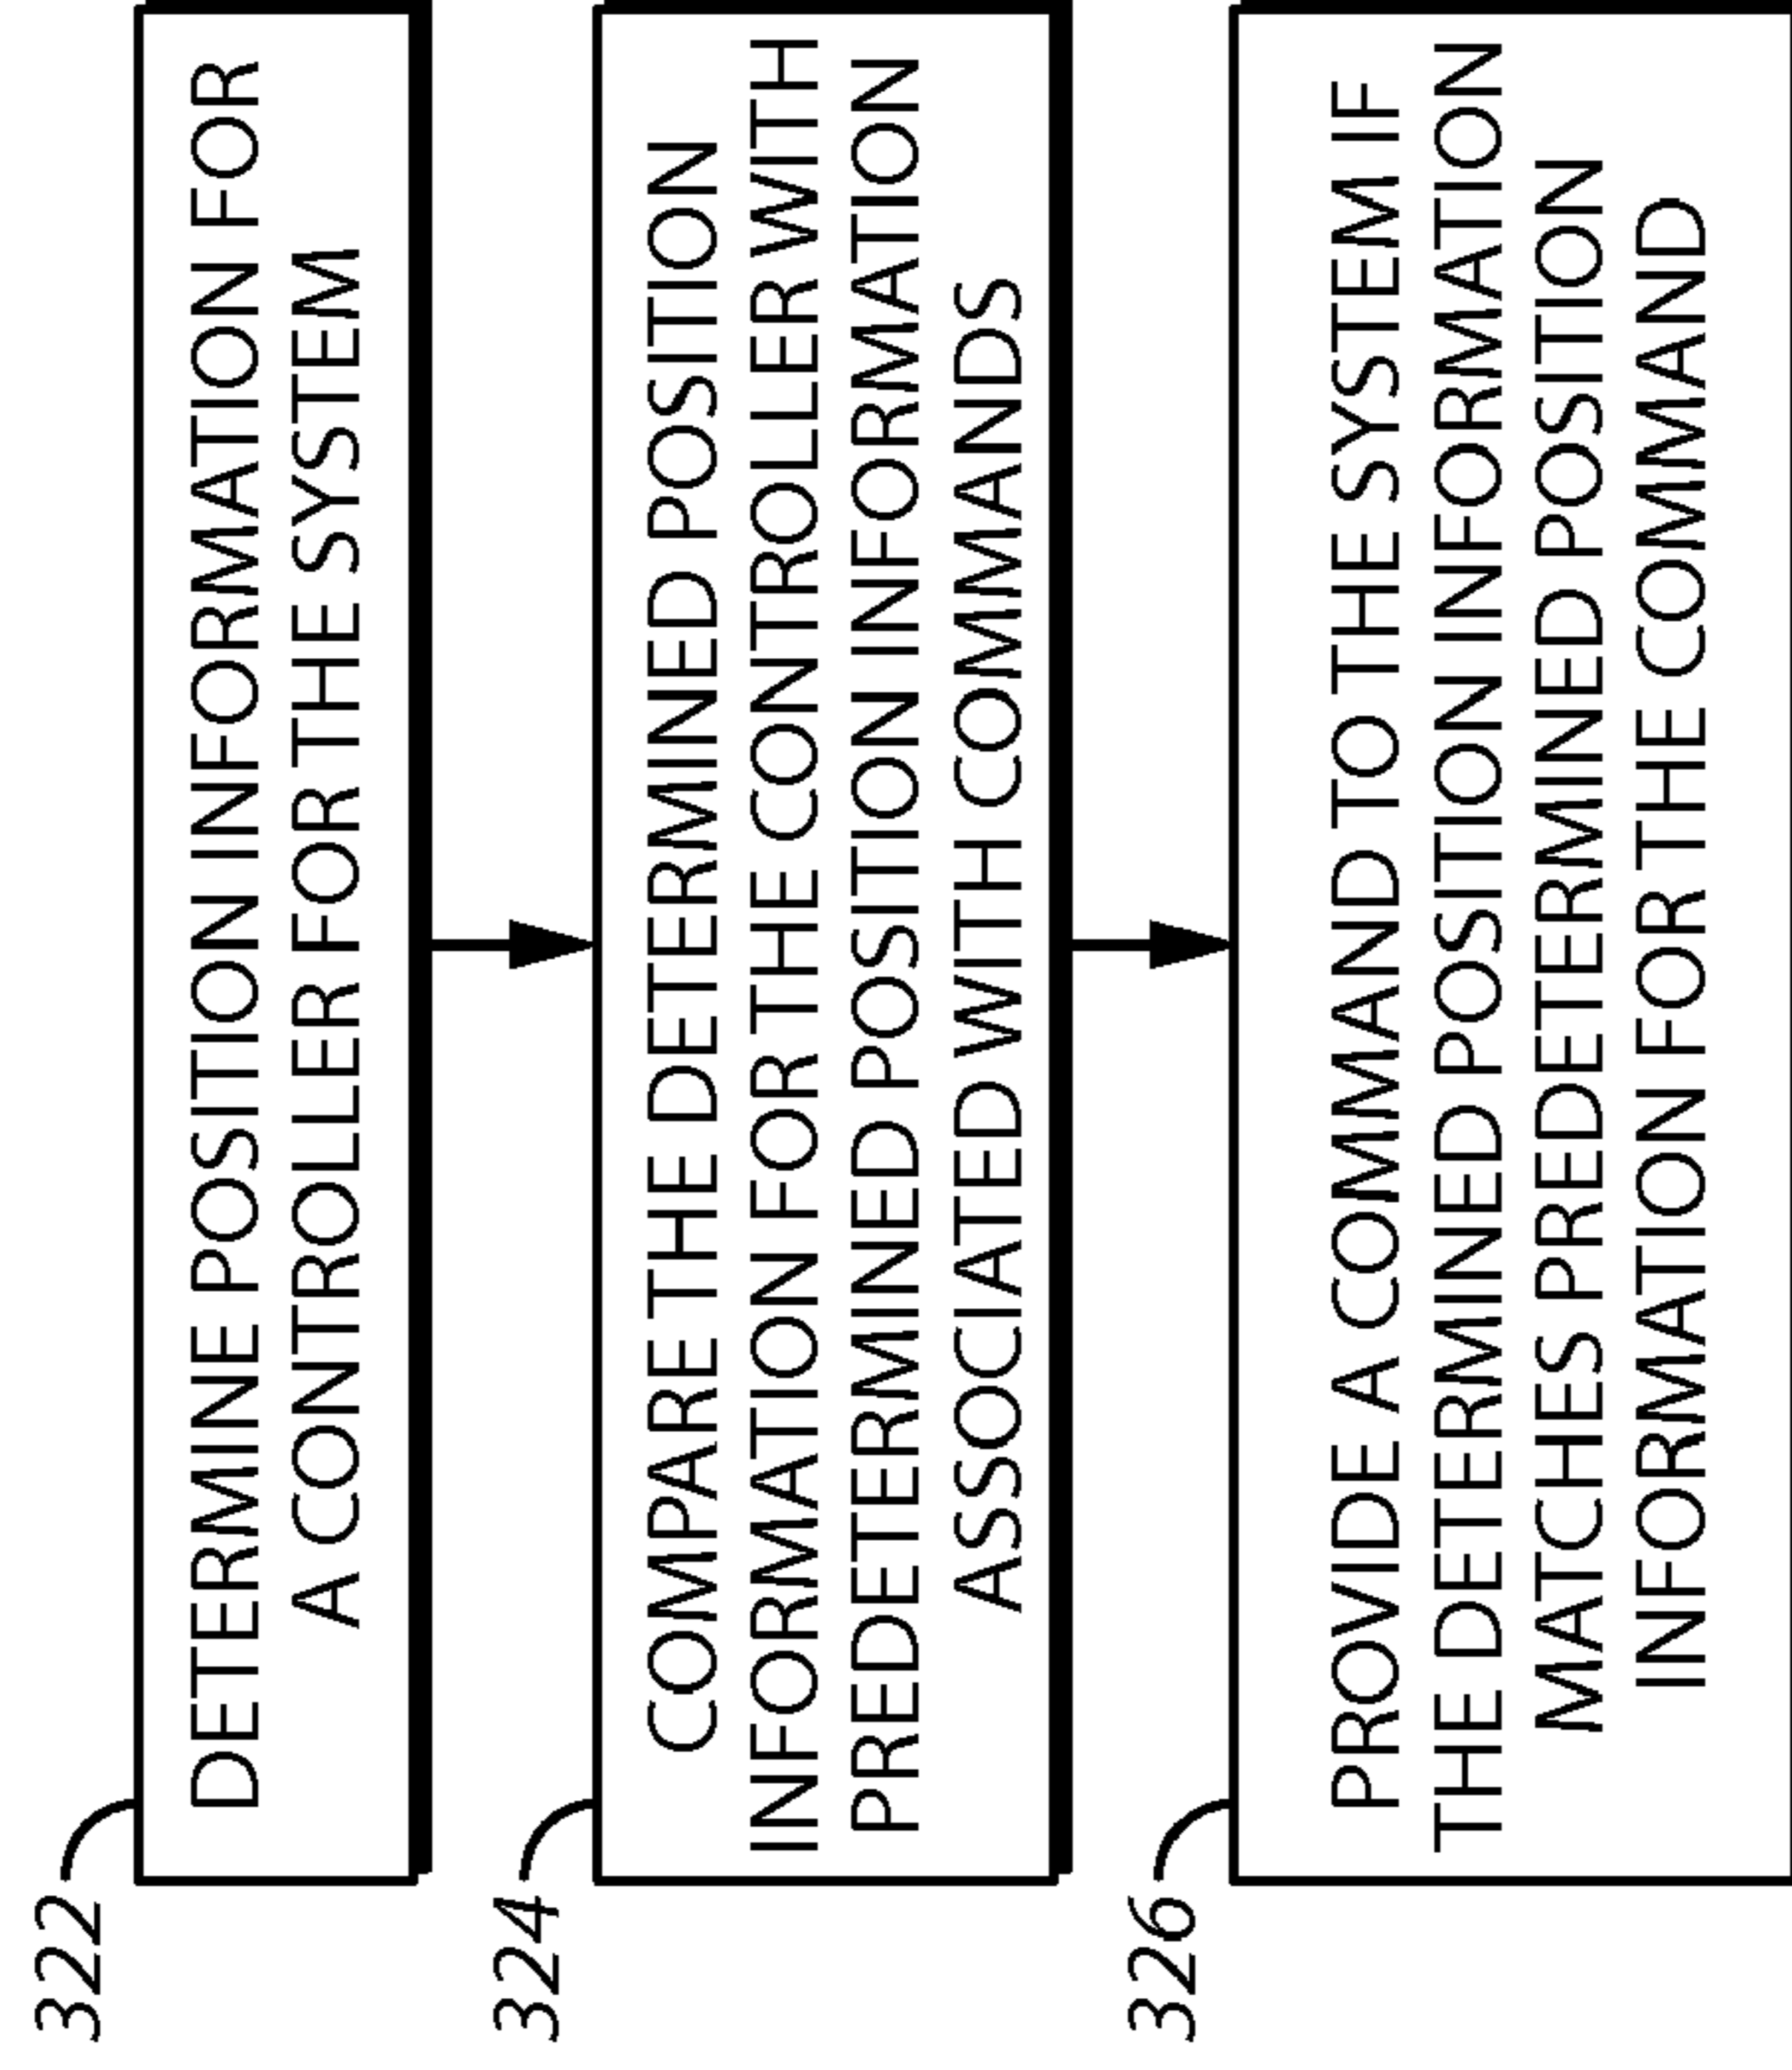 322
DETERMINE POSITION INFORMATION FOR
A CONTROLLER FOR THE SYSTEM
324
COMPARE THE DETERMINED POSITION
INFORMATION FOR THE CONTROLLER WITH
PREDETERMINED POSITION INFORMATION
ASSOCIATED WITH COMMANDS
326
PROVIDE A COMMAND TO THE SYSTEM IF
THE DETERMINED POSITION INFORMATION
MATCHES PREDETERMINED POSITION
INFORMATION FOR THE COMMAND